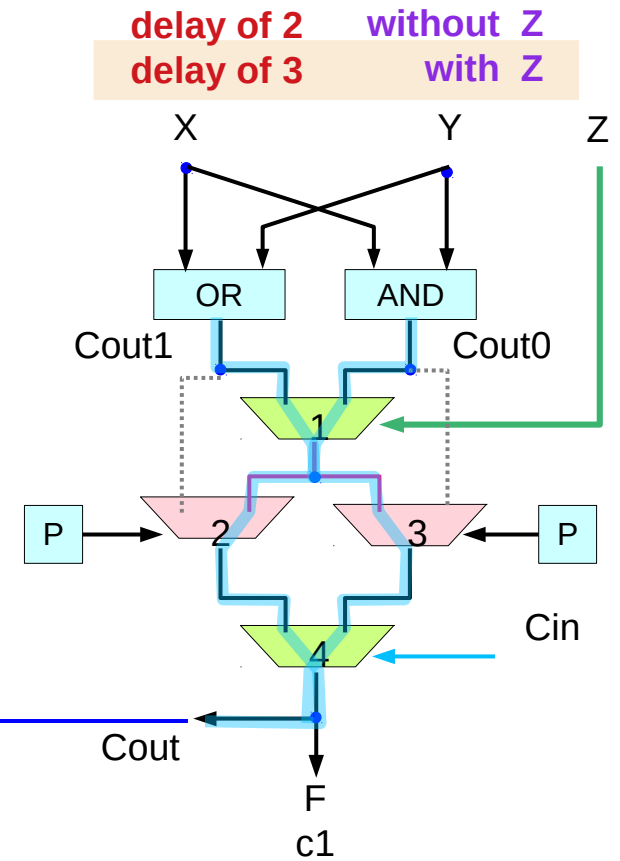 delay of 2 without Z
delay of 3 with Z
X Y Z
OR AND
Cout1 Cout0
1
P 2 3 P
Cin
4
Cout
F
c1